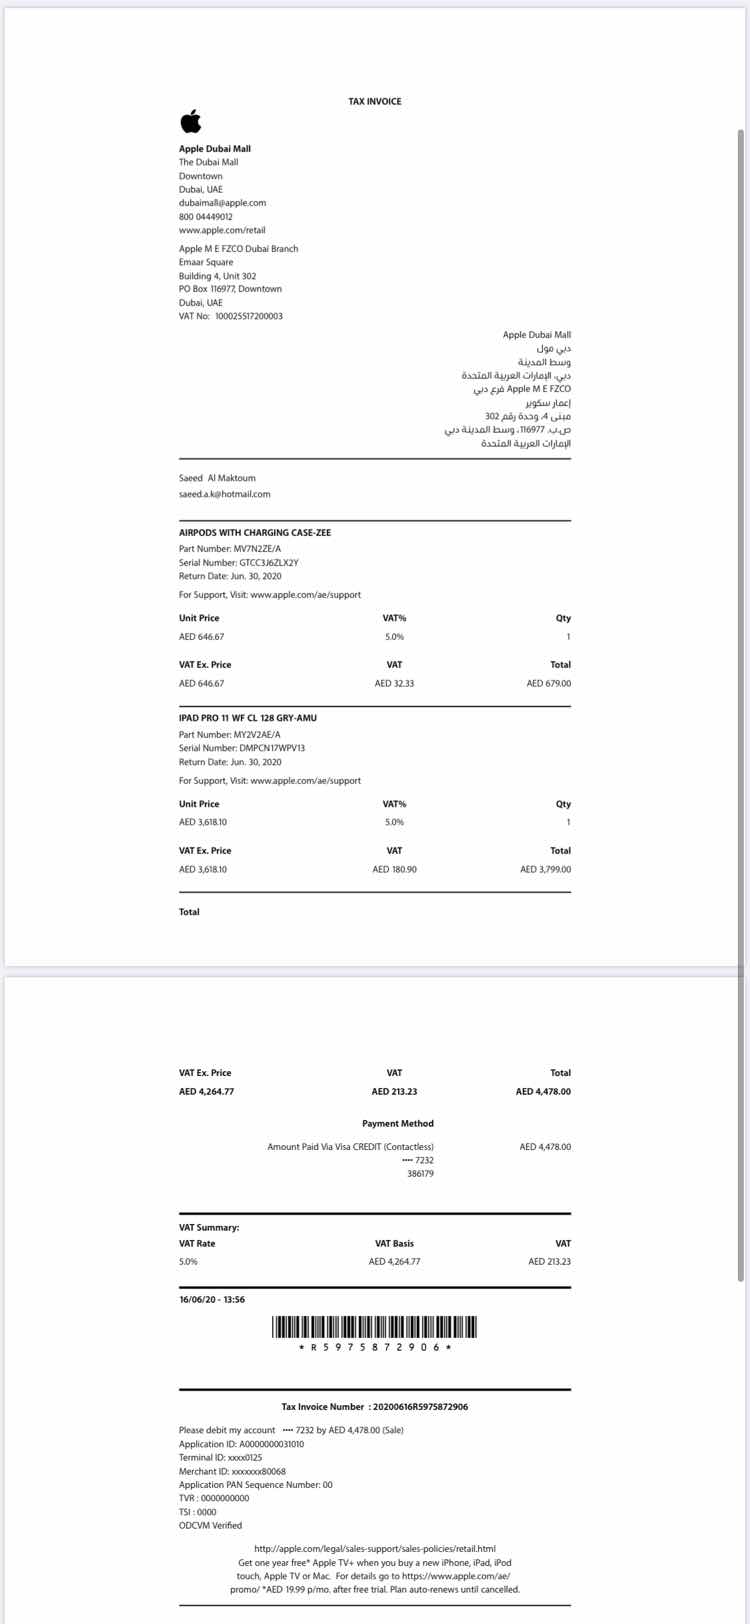 TAX INVOICE
Apple Dubai Mall
The Dubai Mall
Downtown
Dubai, UAE
dubaimall@apple.com
800 04449012
www.apple.com/retail
Apple M E FZCO Dubai Branch
Emaar Square
Building 4, Unit 302
PO Box 116977, Downtown
Dubai, UAE
VAT No: 100025517200003
Apple Dubai Mall
دبي مول
وسط المدينة
دبي، الإمارات العربية المتحدة
Apple M E FZCO فرع دبي
إعمار سكوير
مبنى 4، وحدة رقم 302
ص.ب. 116977، وسط المدينة دبي
الإمارات العربية المتحدة
Saeed Al Maktoum
saeed.a.k@hotmail.com
AIRPODS WITH CHARGING CASE-ZEE
Part Number: MV7N2ZE/A
Serial Number: GTCC3J6ZLX2Y
Return Date: Jun. 30, 2020
For Support, Visit: www.apple.com/ae/support
Unit Price VAT% Qty
AED 646.67 5.0% 1
VAT Ex. Price VAT Total
AED 646.67 AED 32.33 AED 679.00
IPAD PRO 11 WF CL 128 GRY-AMU
Part Number: MY2V2AE/A
Serial Number: DMPCN17WPV13
Return Date: Jun. 30, 2020
For Support, Visit: www.apple.com/ae/support
Unit Price VAT% Qty
AED 3,618.10 5.0% 1
VAT Ex. Price VAT Total
AED 3,618.10 AED 180.90 AED 3,799.00
Total
VAT Ex. Price VAT Total
AED 4,264.77 AED 213.23 AED 4,478.00
Payment Method
Amount Paid Via Visa CREDIT (Contactless) AED 4,478.00
•••• 7232
386179
VAT Summary:
VAT Rate VAT Basis VAT
5.0% AED 4,264.77 AED 213.23
16/06/20 - 13:56
* R 5 9 7 5 8 7 2 9 0 6 *
Tax Invoice Number : 20200616R5975872906
Please debit my account •••• 7232 by AED 4,478.00 (Sale)
Application ID: A0000000031010
Terminal ID: xxxx0125
Merchant ID: xxxxxxx80068
Application PAN Sequence Number: 00
TVR : 0000000000
TSI : 0000
ODCVM Verified
http://apple.com/legal/sales-support/sales-policies/retail.html
Get one year free* Apple TV+ when you buy a new iPhone, iPad, iPod
touch, Apple TV or Mac. For details go to https://www.apple.com/ae/
promo/ *AED 19.99 p/mo. after free trial. Plan auto-renews until cancelled.